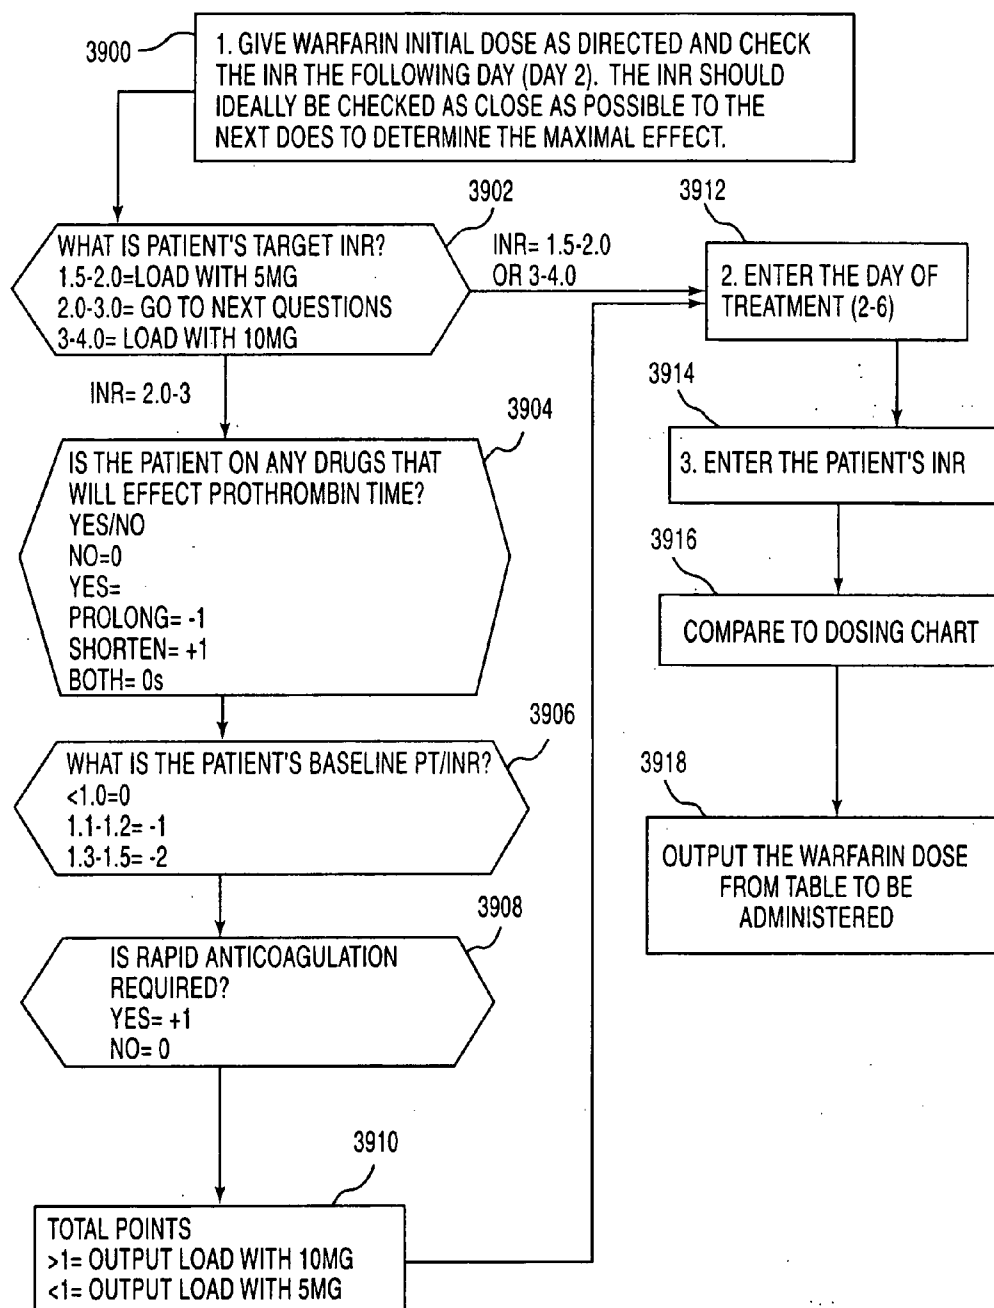 3900
1. GIVE WARFARIN INITIAL DOSE AS DIRECTED AND CHECK
THE INR THE FOLLOWING DAY (DAY 2). THE INR SHOULD
IDEALLY BE CHECKED AS CLOSE AS POSSIBLE TO THE
NEXT DOES TO DETERMINE THE MAXIMAL EFFECT.
3902
WHAT IS PATIENT'S TARGET INR?
1.5-2.0=LOAD WITH 5MG
2.0-3.0= GO TO NEXT QUESTIONS
3-4.0= LOAD WITH 10MG
INR= 1.5-2.0
OR 3-4.0
INR= 2.0-3
3904
IS THE PATIENT ON ANY DRUGS THAT
WILL EFFECT PROTHROMBIN TIME?
YES/NO
NO=0
YES=
PROLONG= -1
SHORTEN= +1
BOTH= 0s
3906
WHAT IS THE PATIENT'S BASELINE PT/INR?
<1.0=0
1.1-1.2= -1
1.3-1.5= -2
3908
IS RAPID ANTICOAGULATION
REQUIRED?
YES= +1
NO= 0
3910
TOTAL POINTS
>1= OUTPUT LOAD WITH 10MG
<1= OUTPUT LOAD WITH 5MG
3912
2. ENTER THE DAY OF
TREATMENT (2-6)
3914
3. ENTER THE PATIENT'S INR
3916
COMPARE TO DOSING CHART
3918
OUTPUT THE WARFARIN DOSE
FROM TABLE TO BE
ADMINISTERED